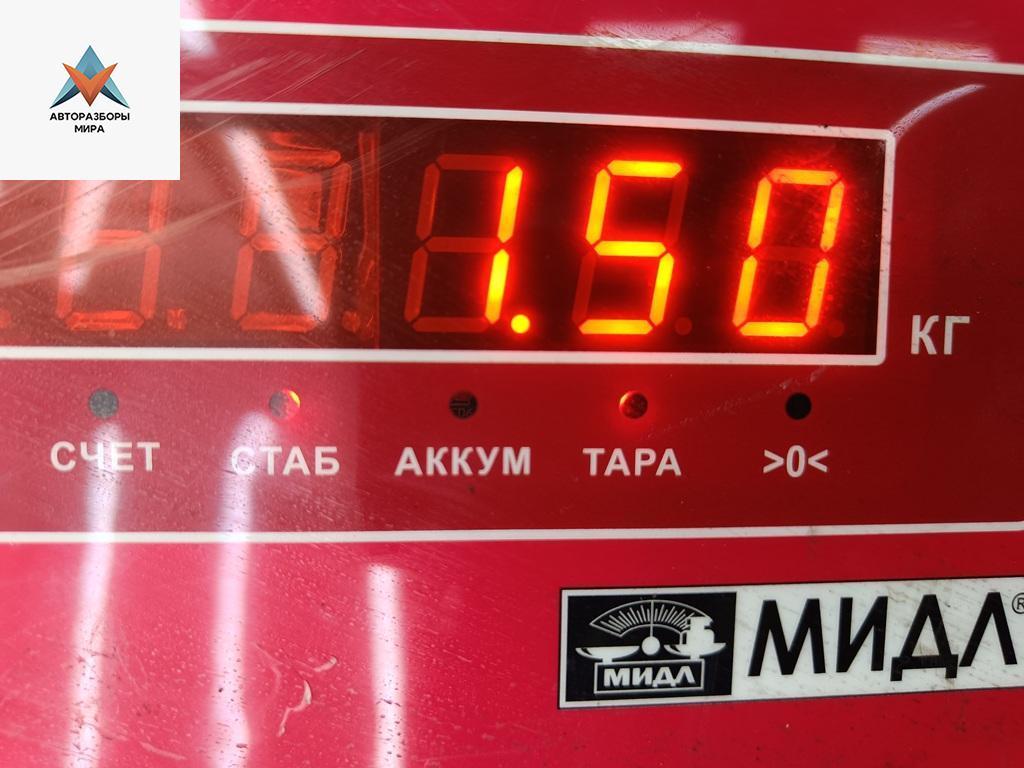 АВТОРАЗБОРЫ
МИРА
1.50
КГ
СЧЕТ СТАБ АККУМ ТАРА >0<
МИДЛ МИДЛ®